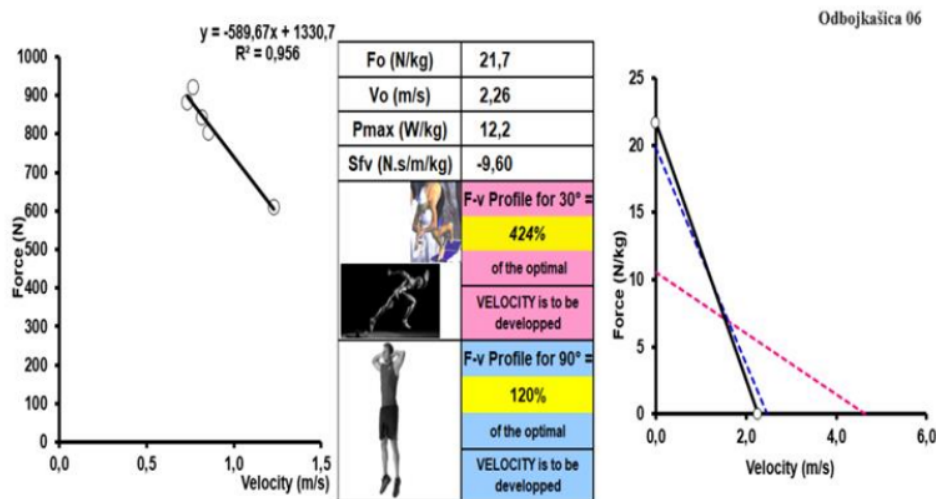 Odbojkašica 06
y = -589,67x + 1330,7
R² = 0,956
1000
900
800
700
600
500
400
300
200
100
0
Force (N)
0,0
0,5
1,0
1,5
Velocity (m/s)
Fo (N/kg) 21,7
Vo (m/s) 2,26
Pmax (W/kg) 12,2
Sfv (N.s/m/kg) -9,60
F-v Profile for 30° =
424%
of the optimal
VELOCITY is to be
developped
F-v Profile for 90° =
120%
of the optimal
VELOCITY is to be
developped
25
20
15
10
5
0
Force (N/kg)
0,0
2,0
4,0
6,0
Velocity (m/s)